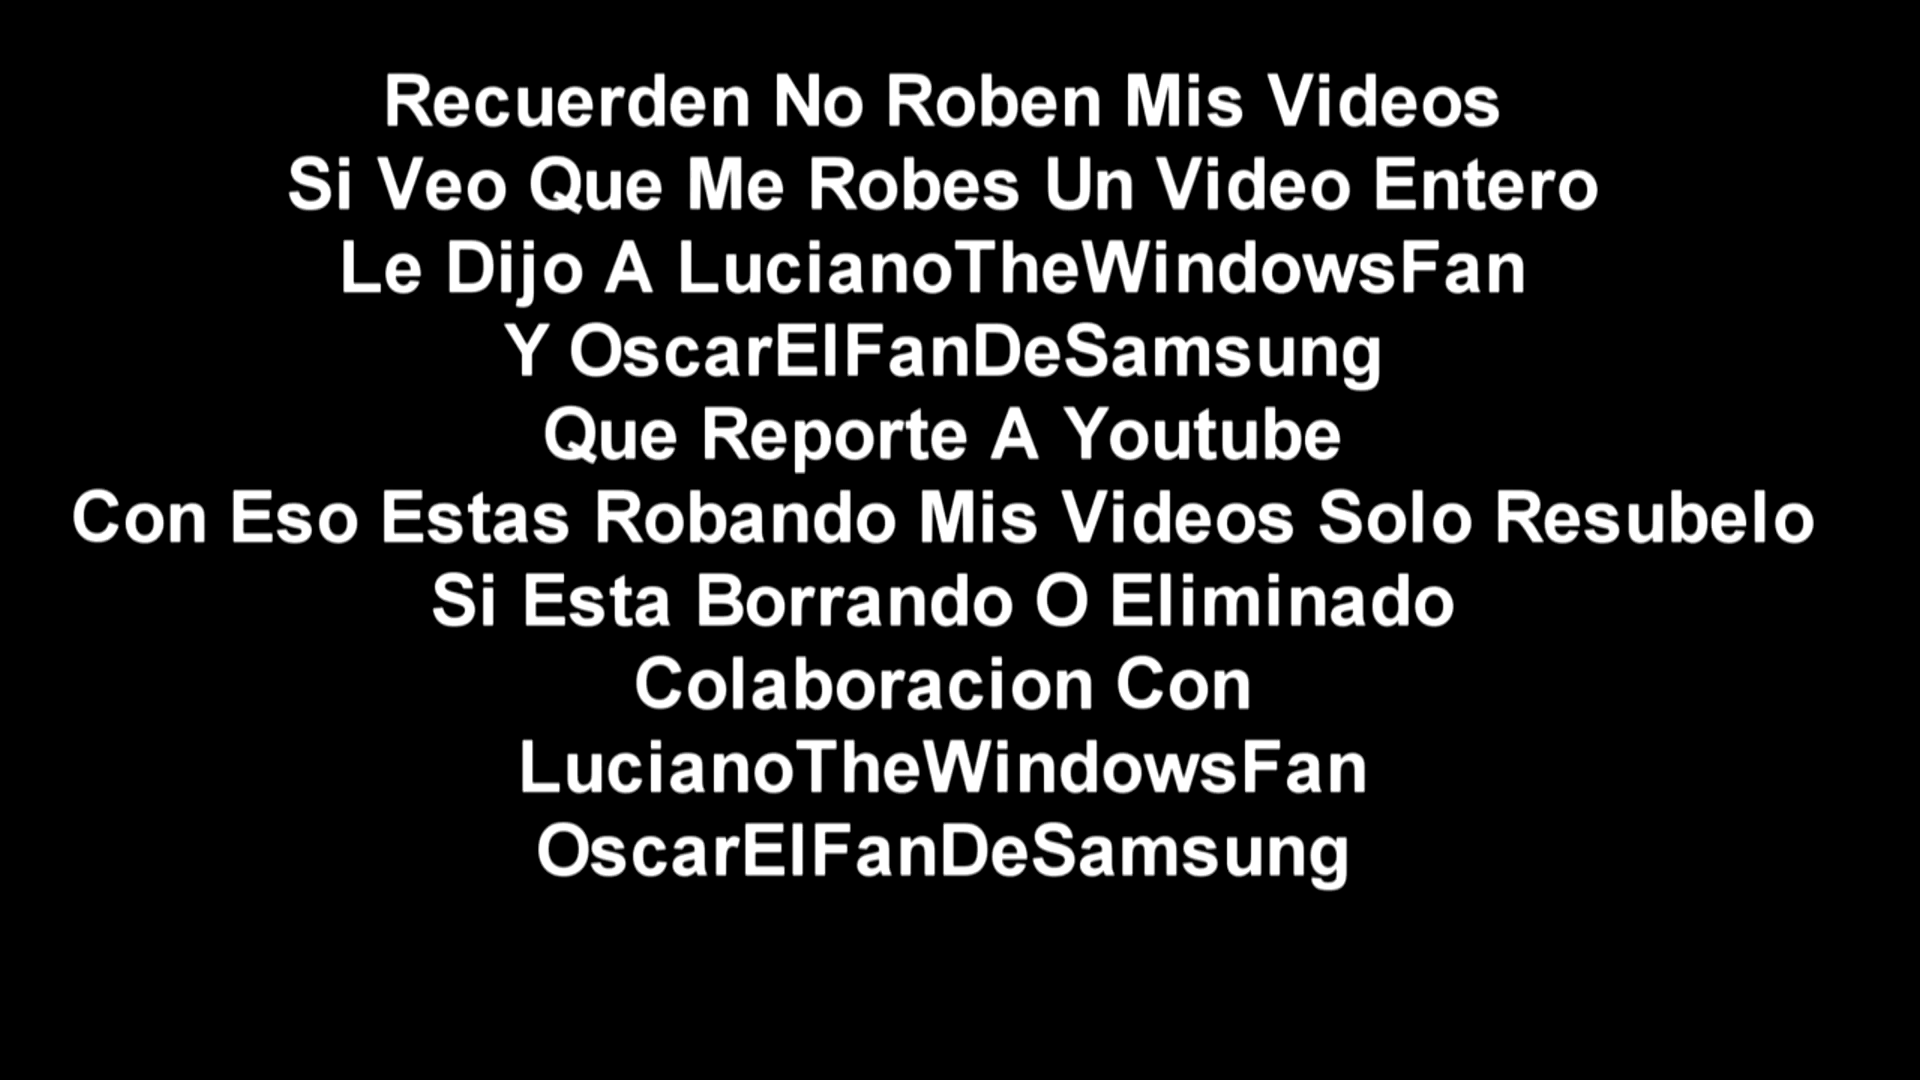 Recuerden No Roben Mis Videos
Si Veo Que Me Robes Un Video Entero
Le Dijo A LucianoTheWindowsFan
Y OscarElFanDeSamsung
Que Reporte A Youtube
Con Eso Estas Robando Mis Videos Solo Resubelo
Si Esta Borrando O Eliminado
Colaboracion Con
LucianoTheWindowsFan
OscarElFanDeSamsung